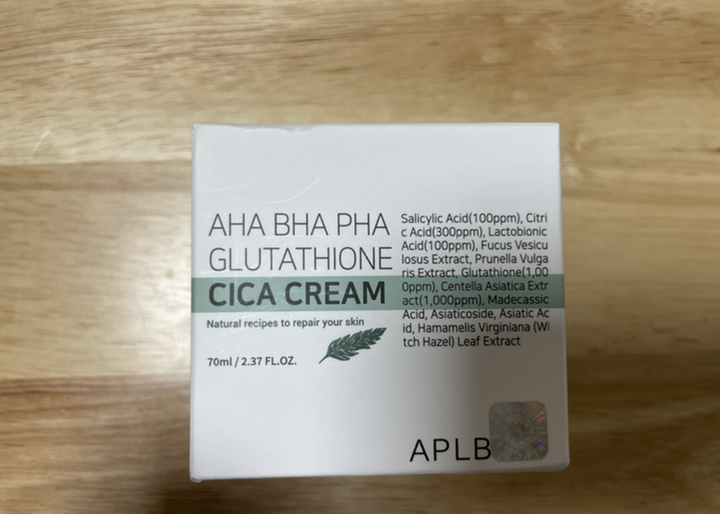 AHA BHA PHA
GLUTATHIONE
CICA CREAM
Natural recipes to repair your skin
70ml / 2.37 FL.OZ.
Salicylic Acid(100ppm), Citri
c Acid(300ppm), Lactobionic
Acid(100ppm), Fucus Vesicu
losus Extract, Prunella Vulga
ris Extract, Glutathione(1,00
0ppm), Centella Asiatica Extr
act(1,000ppm), Madecassic
Acid, Asiaticoside, Asiatic Ac
id, Hamamelis Virginiana (Wi
tch Hazel) Leaf Extract
APLB